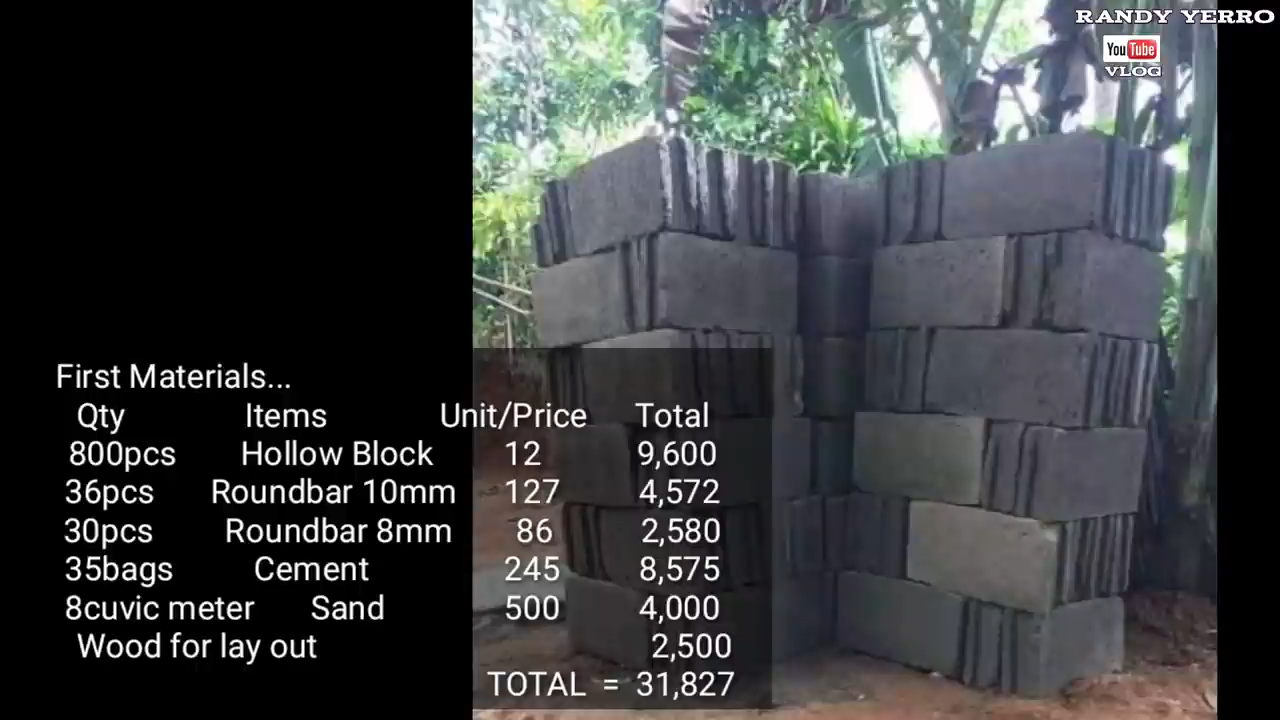 RANDY YERRO
YouTube
VLOG
First Materials...
Qty Items Unit/Price Total
800pcs Hollow Block 12 9,600
36pcs Roundbar 10mm 127 4,572
30pcs Roundbar 8mm 86 2,580
35bags Cement 245 8,575
8cuvic meter Sand 500 4,000
Wood for lay out 2,500
TOTAL = 31,827